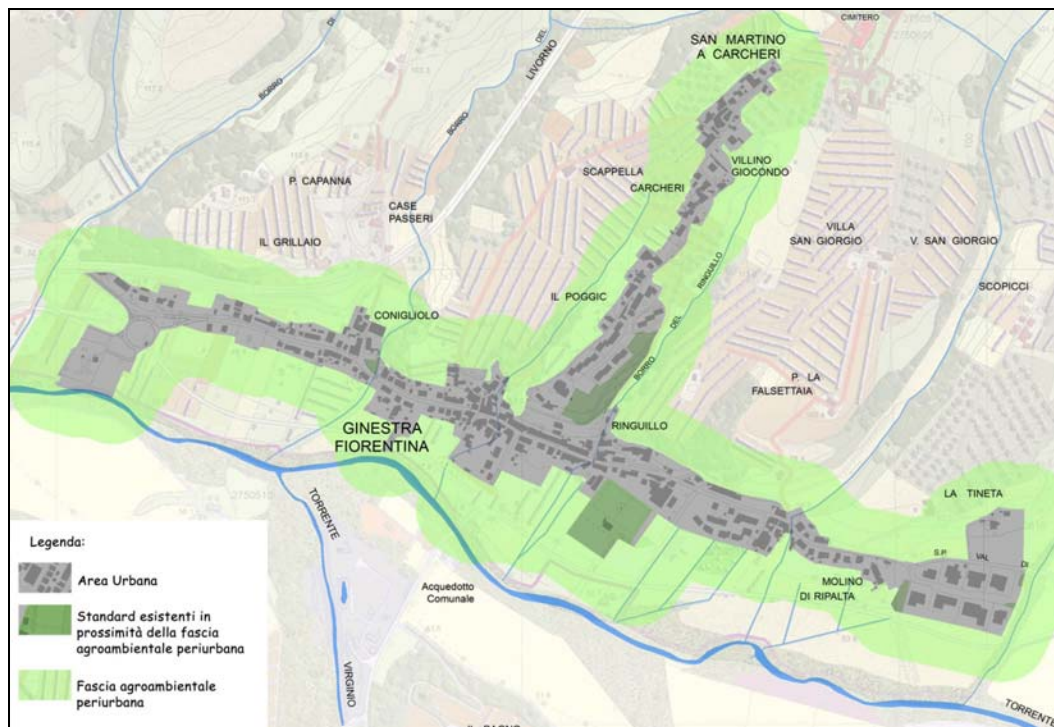 CIMITERO
SAN MARTINO
A CARCHERI
BORRO
DI
BORRO
DEL
LIVORNO
P. CAPANNA
SCAPPELLA
CARCHERI
VILLINO
GIOCONDO
CASE
PASSERI
IL GRILLAIO
VILLA
SAN GIORGIO
V. SAN GIORGIO
SCOPICCI
IL POGGIC
BORRO
DEL
RINGUILLO
CONIGLIOLO
P. LA
FALSETTAIA
GINESTRA
FIORENTINA
RINGUILLO
LA TINETA
S.P.
VAL
DI
MOLINO
DI RIPALTA
Acquedotto
Comunale
TORRENTE
VIRGINIO
TORRENTE
Legenda:
Area Urbana
Standard esistenti in
prossimità della fascia
agroambientale periurbana
Fascia agroambientale
periurbana